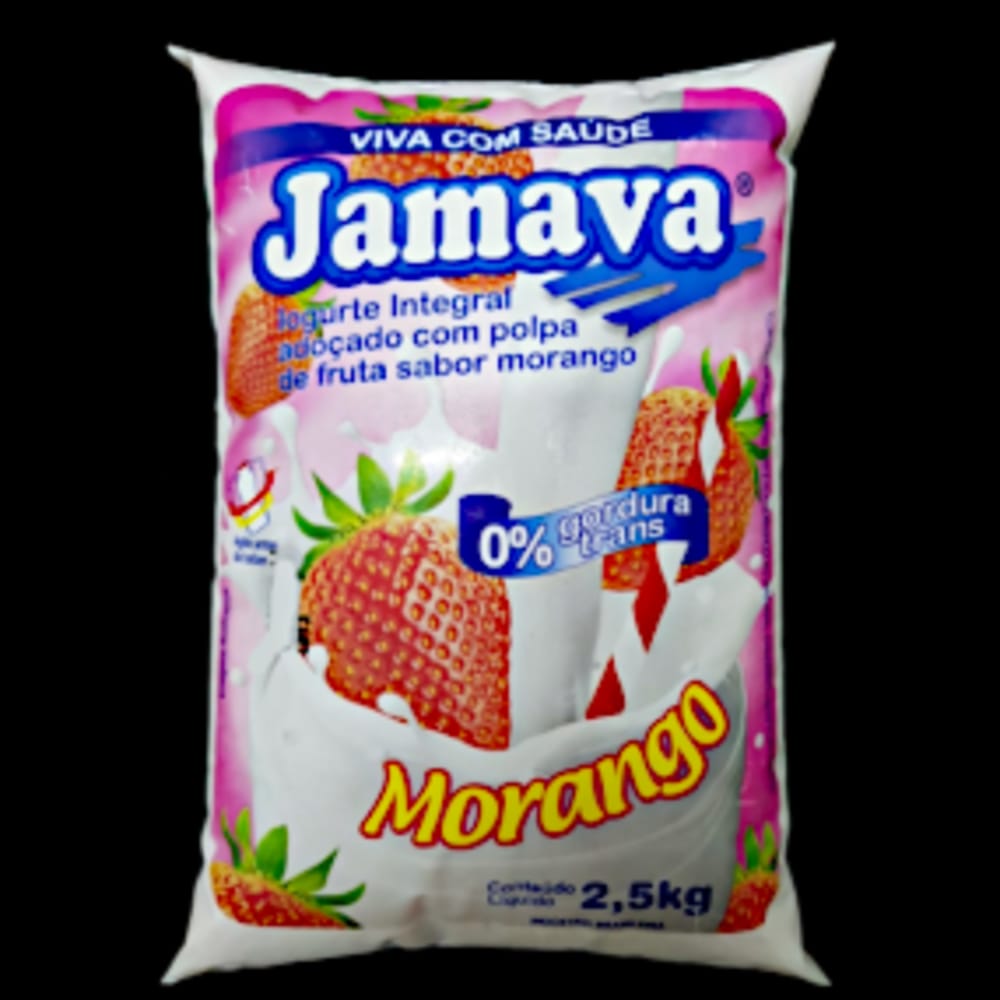 VIVA COM SAÚDE
Jamava®
Iogurte Integral
adoçado com polpa
de fruta sabor morango
0% gordura
trans
Morango
Conteúdo
Líquido 2,5kg